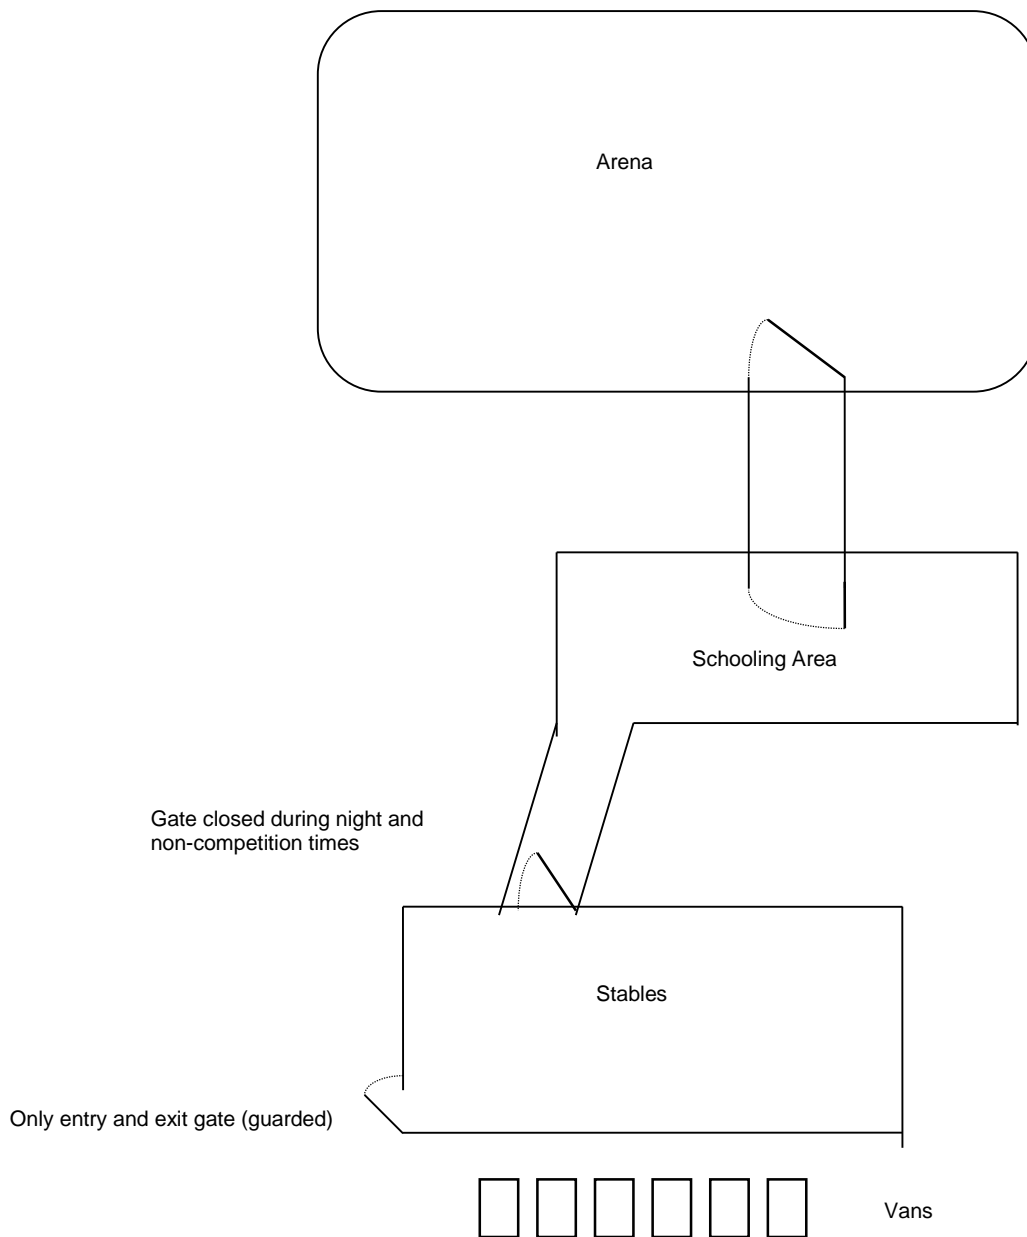 Arena
Schooling Area
Gate closed during night and
non-competition times
Stables
Only entry and exit gate (guarded)
Vans